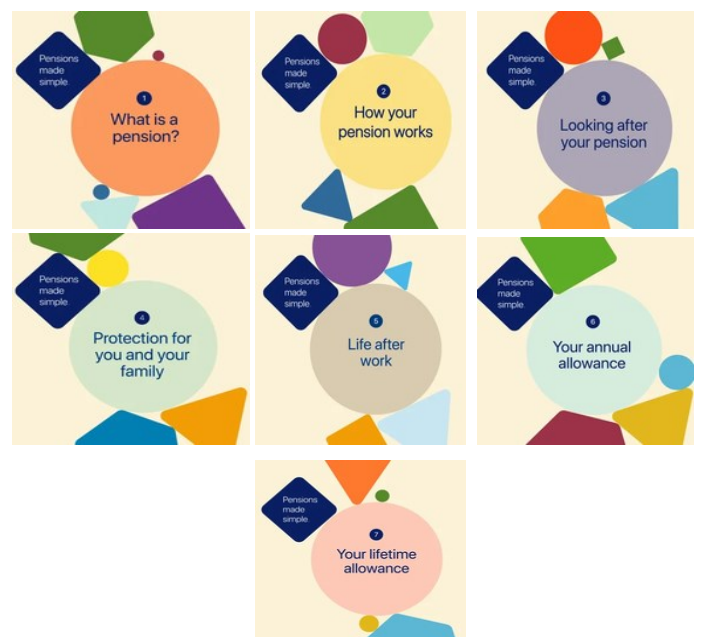 Pensions
made
simple
1
What is a
pension?
Pensions
made
simple
2
How your
pension works
Pensions
made
simple
3
Looking after
your pension
Pensions
made
simple
4
Protection for
you and your
family
Pensions
made
simple
5
Life after
work
Pensions
made
simple
6
Your annual
allowance
Pensions
made
simple
7
Your lifetime
allowance